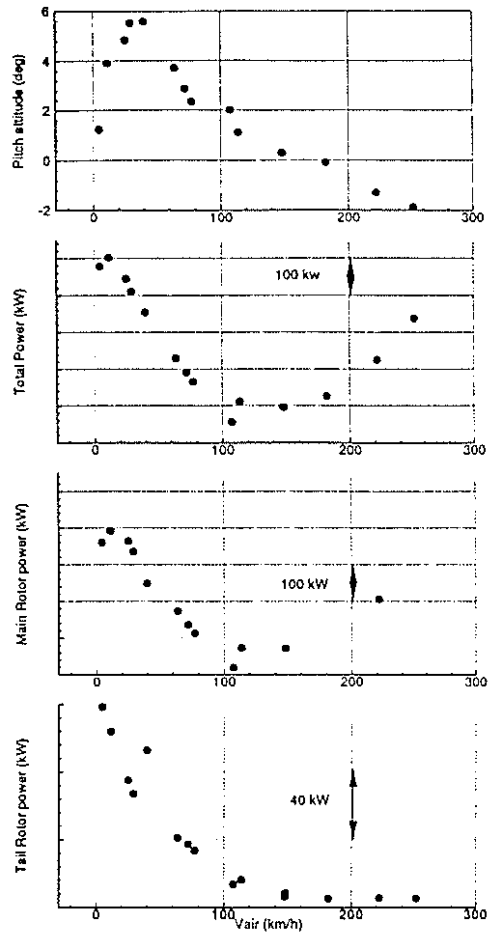 6
4
2
0
-2
Pitch attitude (deg)
0
100
200
300
100 kw
Total Power (kW)
0
100
200
300
100 kW
Main Rotor power (kW)
0
100
200
300
40 kW
Tail Rotor power (kW)
0
100
200
300
Vair (km/h)